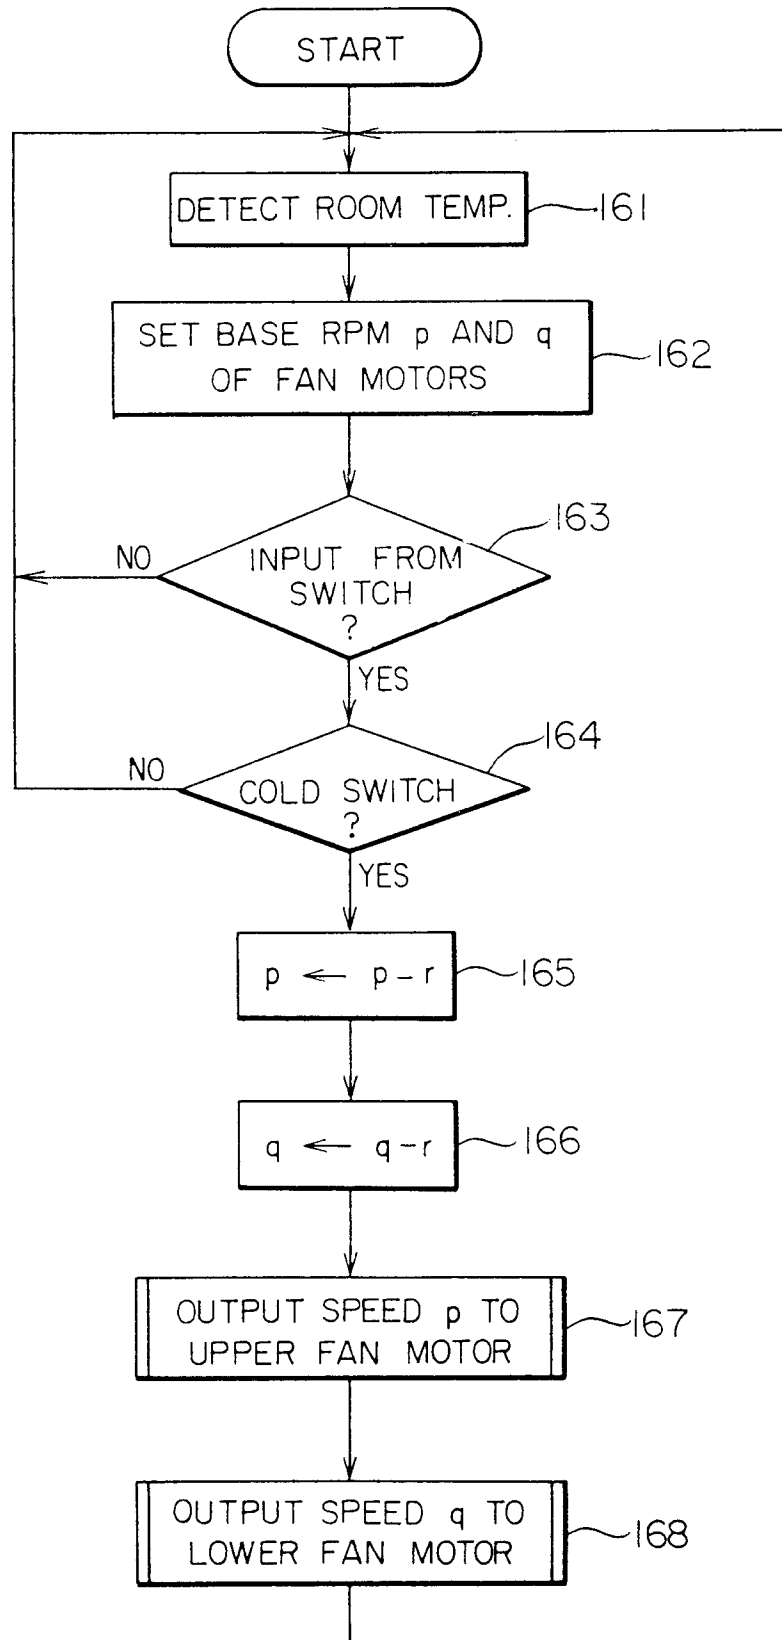 START
DETECT ROOM TEMP.
161
SET BASE RPM p AND q
OF FAN MOTORS
162
163
INPUT FROM
SWITCH
?
NO
YES
164
COLD SWITCH
?
NO
YES
p ← p - r
165
q ← q - r
166
OUTPUT SPEED p TO
UPPER FAN MOTOR
167
OUTPUT SPEED q TO
LOWER FAN MOTOR
168